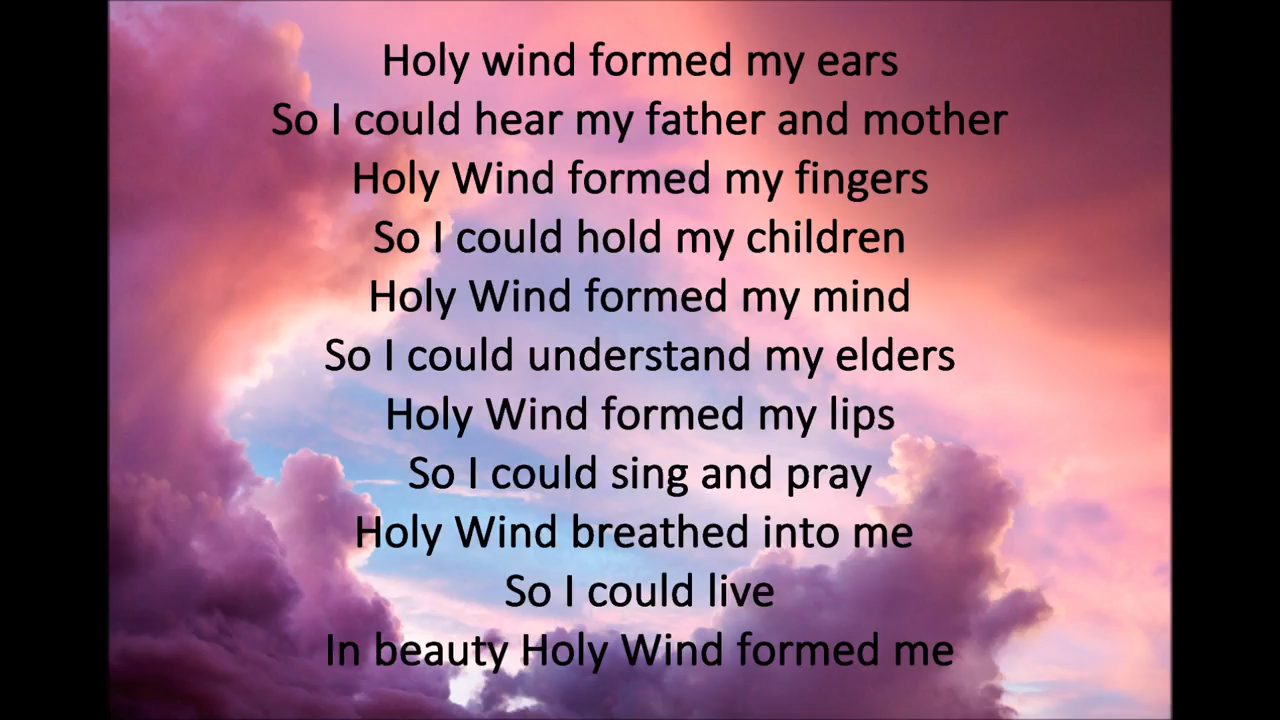 Holy wind formed my ears
So I could hear my father and mother
Holy Wind formed my fingers
So I could hold my children
Holy Wind formed my mind
So I could understand my elders
Holy Wind formed my lips
So I could sing and pray
Holy Wind breathed into me
So I could live
In beauty Holy Wind formed me